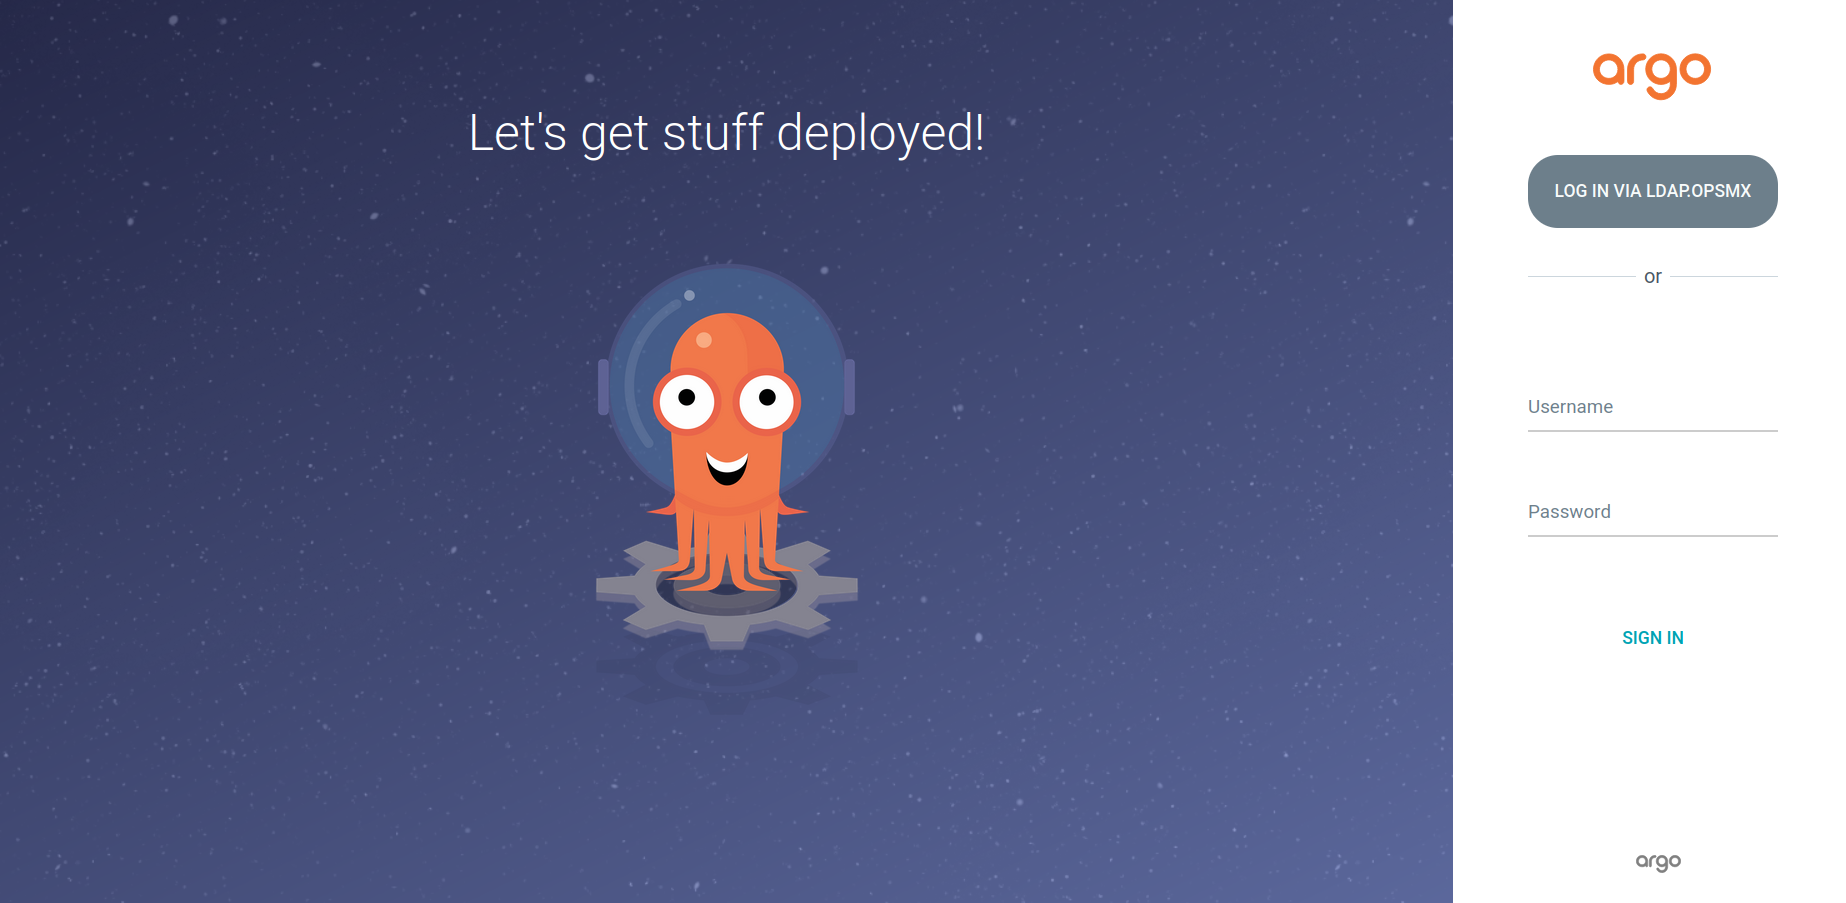 Let's get stuff deployed!
argo
LOG IN VIA LDAP.OPSMX
or
Username
Password
SIGN IN
argo